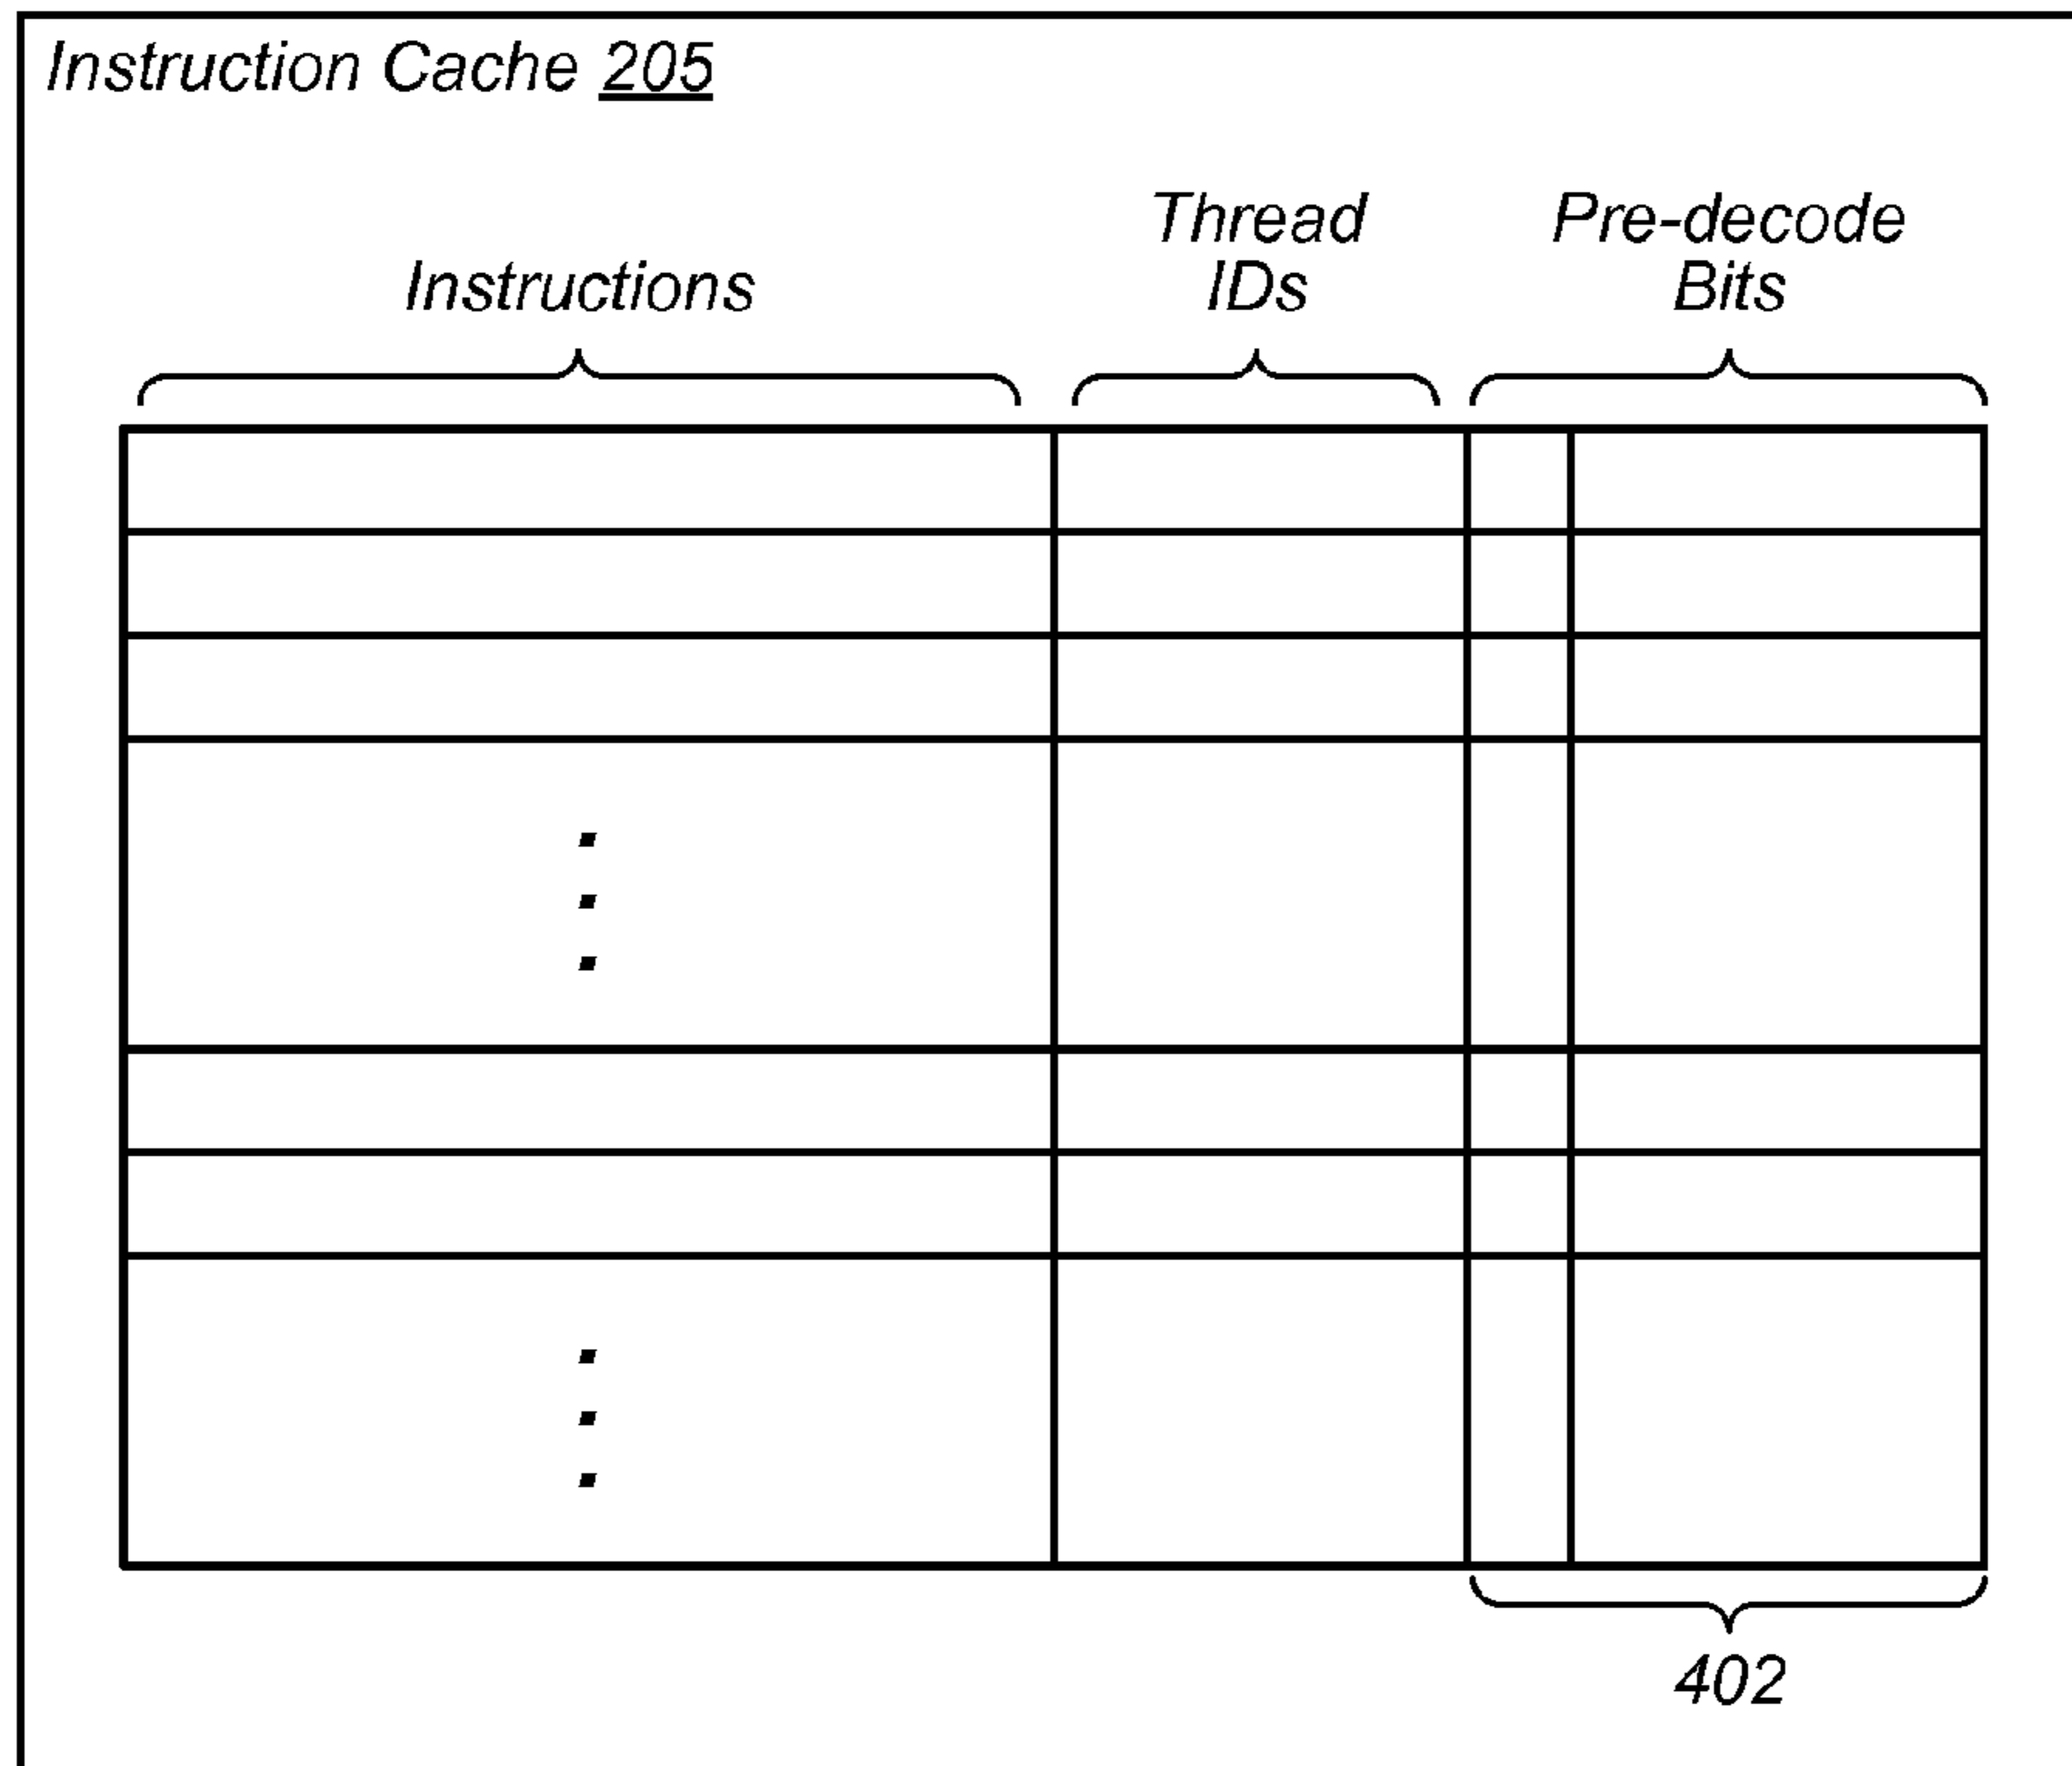 Instruction Cache 205
Instructions
Thread
IDs
Pre-decode
Bits
402